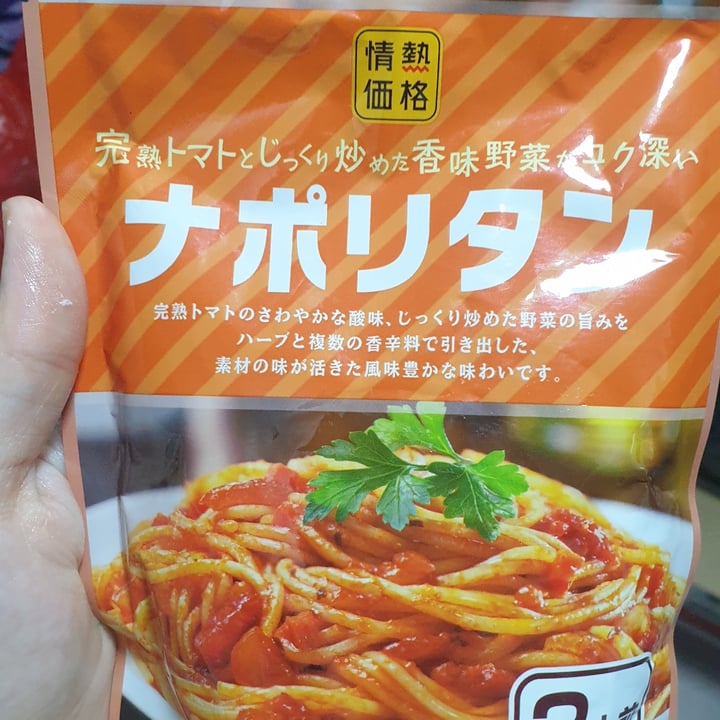 情熱
価格
完熟トマトとじっくり炒めた香味野菜がコク深い
ナポリタン
完熟トマトのさわやかな酸味、じっくり炒めた野菜の旨みを
ハーブと複数の香辛料で引き出した、
素材の味が活きた風味豊かな味わいです。